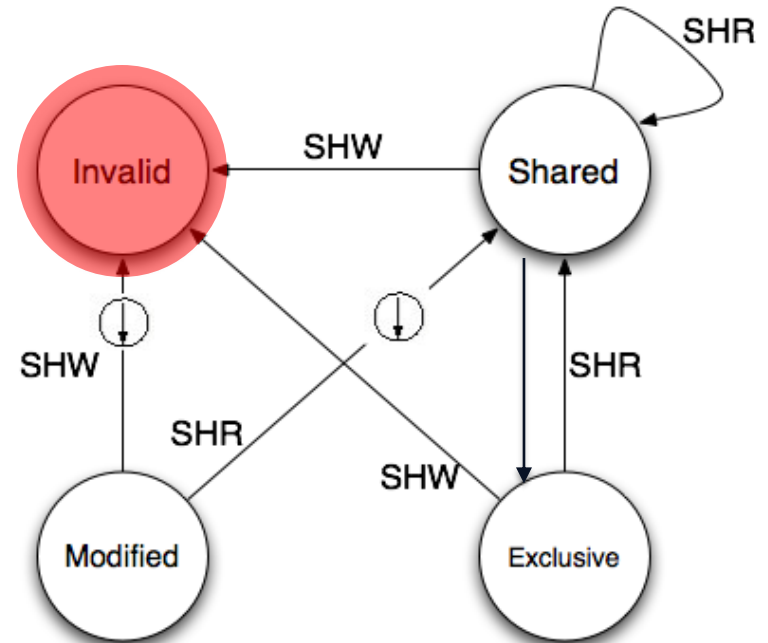 SHR
SHW
Invalid
Shared
SHW
SHR
SHR
SHW
Modified
Exclusive